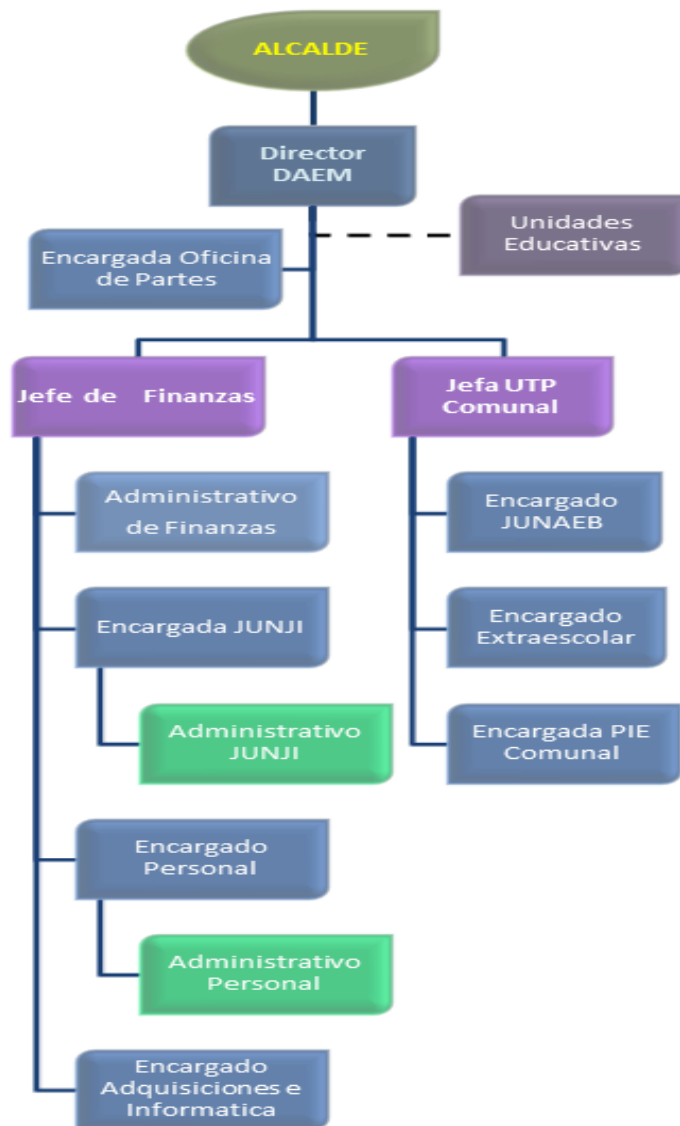 ALCALDE
Director
DAEM
Unidades
Educativas
Encargada Oficina
de Partes
Jefe de Finanzas
Jefa UTP
Comunal
Administrativo
de Finanzas
Encargado
JUNAEB
Encargada JUNJI
Encargado
Extraescolar
Administrativo
JUNJI
Encargada PIE
Comunal
Encargado
Personal
Administrativo
Personal
Encargado
Adquisiciones e
Informatica